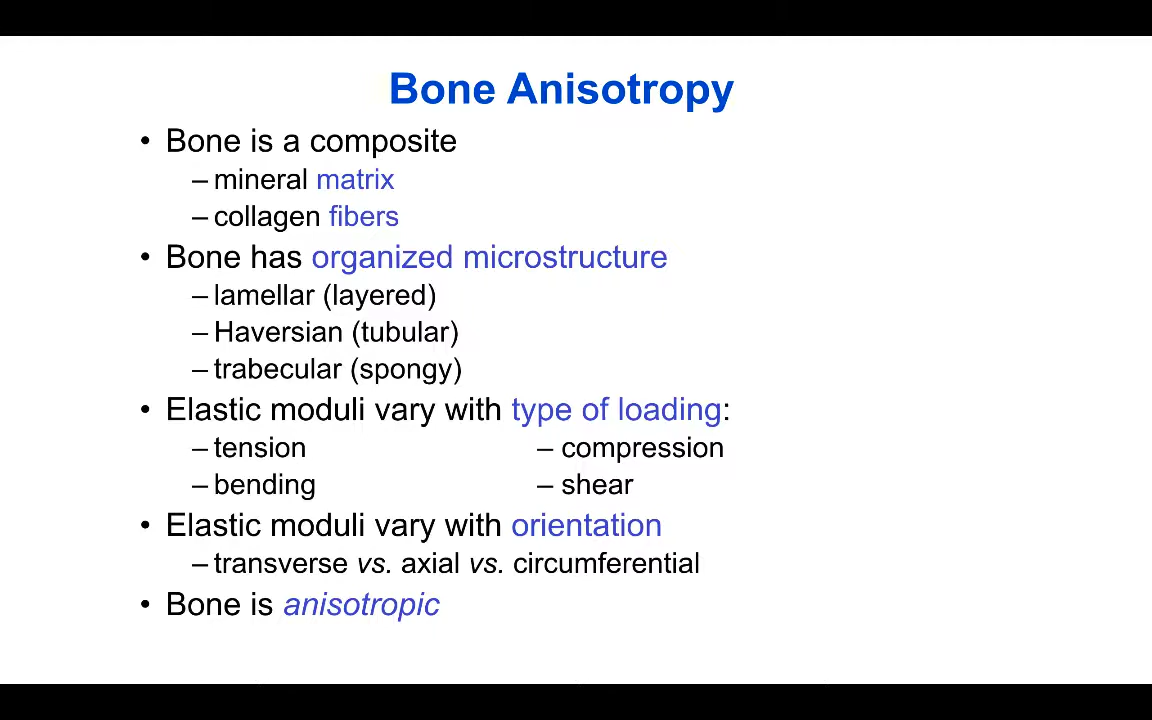 Bone Anisotropy
• Bone is a composite
– mineral matrix
– collagen fibers
• Bone has organized microstructure
– lamellar (layered)
– Haversian (tubular)
– trabecular (spongy)
• Elastic moduli vary with type of loading:
– tension – compression
– bending – shear
• Elastic moduli vary with orientation
– transverse vs. axial vs. circumferential
• Bone is anisotropic